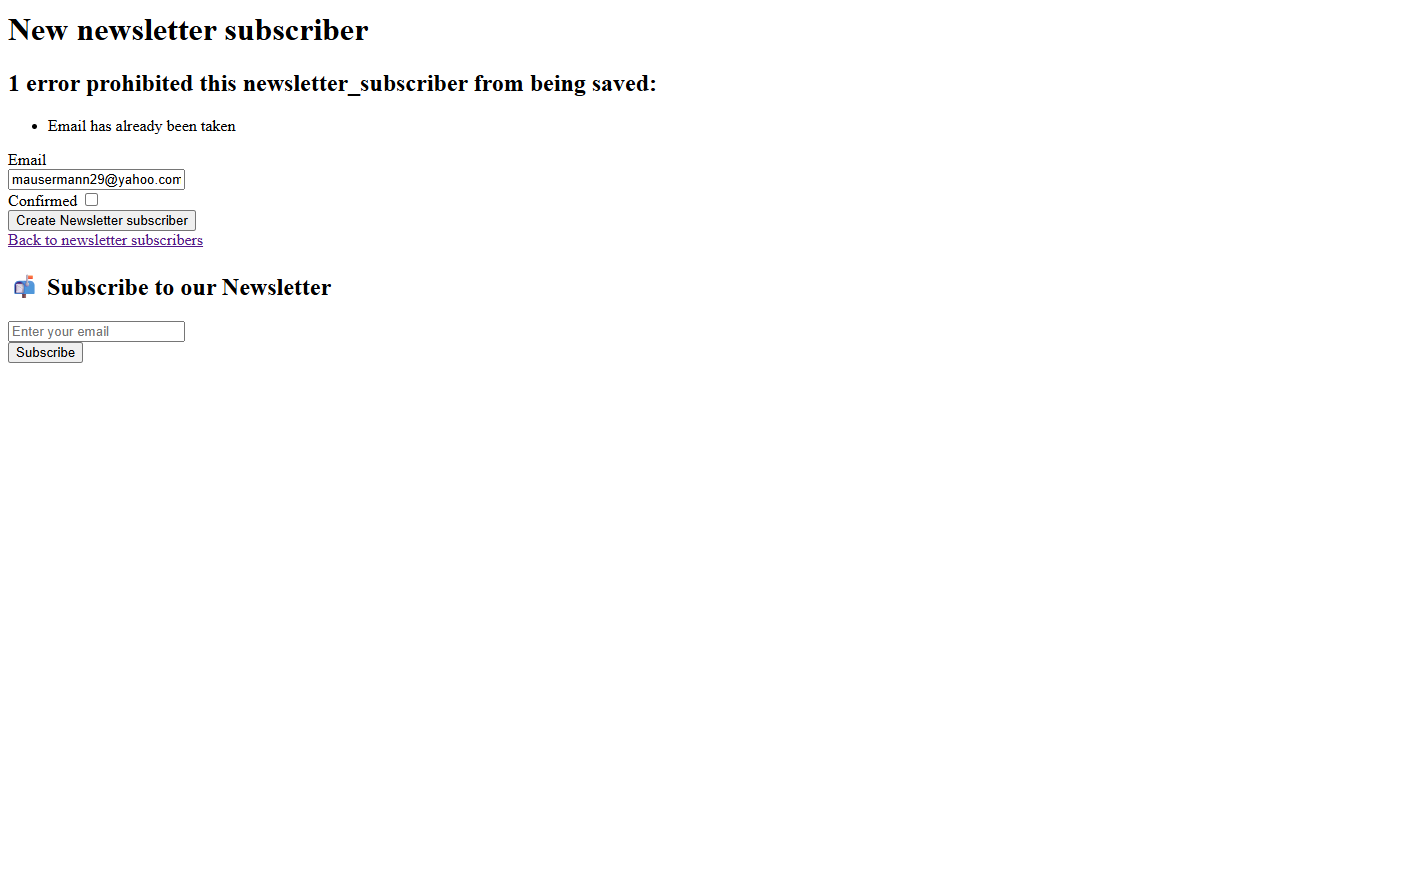 New newsletter subscriber
1 error prohibited this newsletter_subscriber from being saved:
• Email has already been taken
Email
mausermann29@yahoo.com
Confirmed
Create Newsletter subscriber
Back to newsletter subscribers
Subscribe to our Newsletter
Enter your email
Subscribe